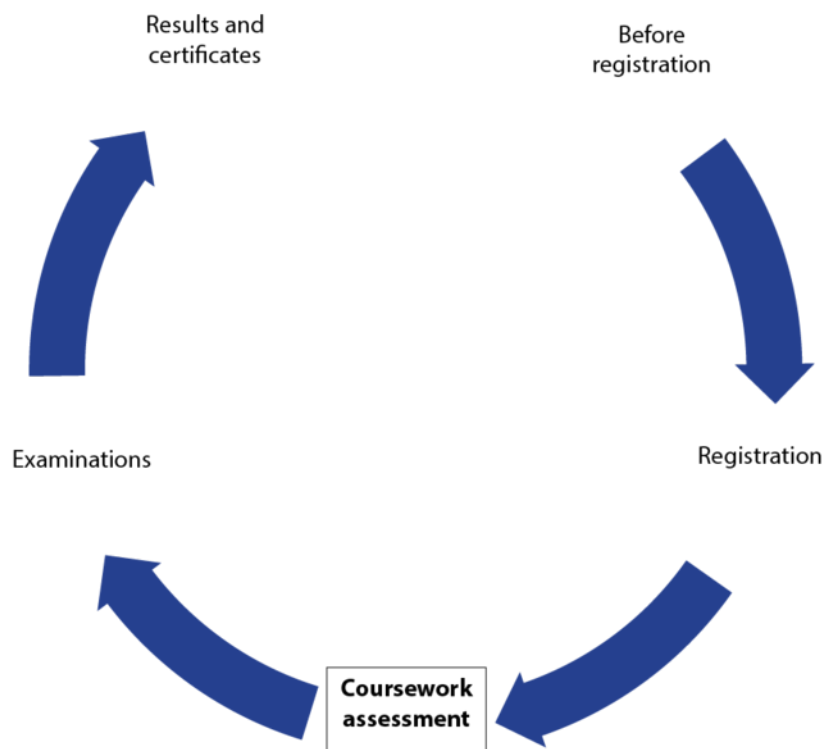 Results and
certificates
Before
registration
Examinations
Registration
Coursework
assessment